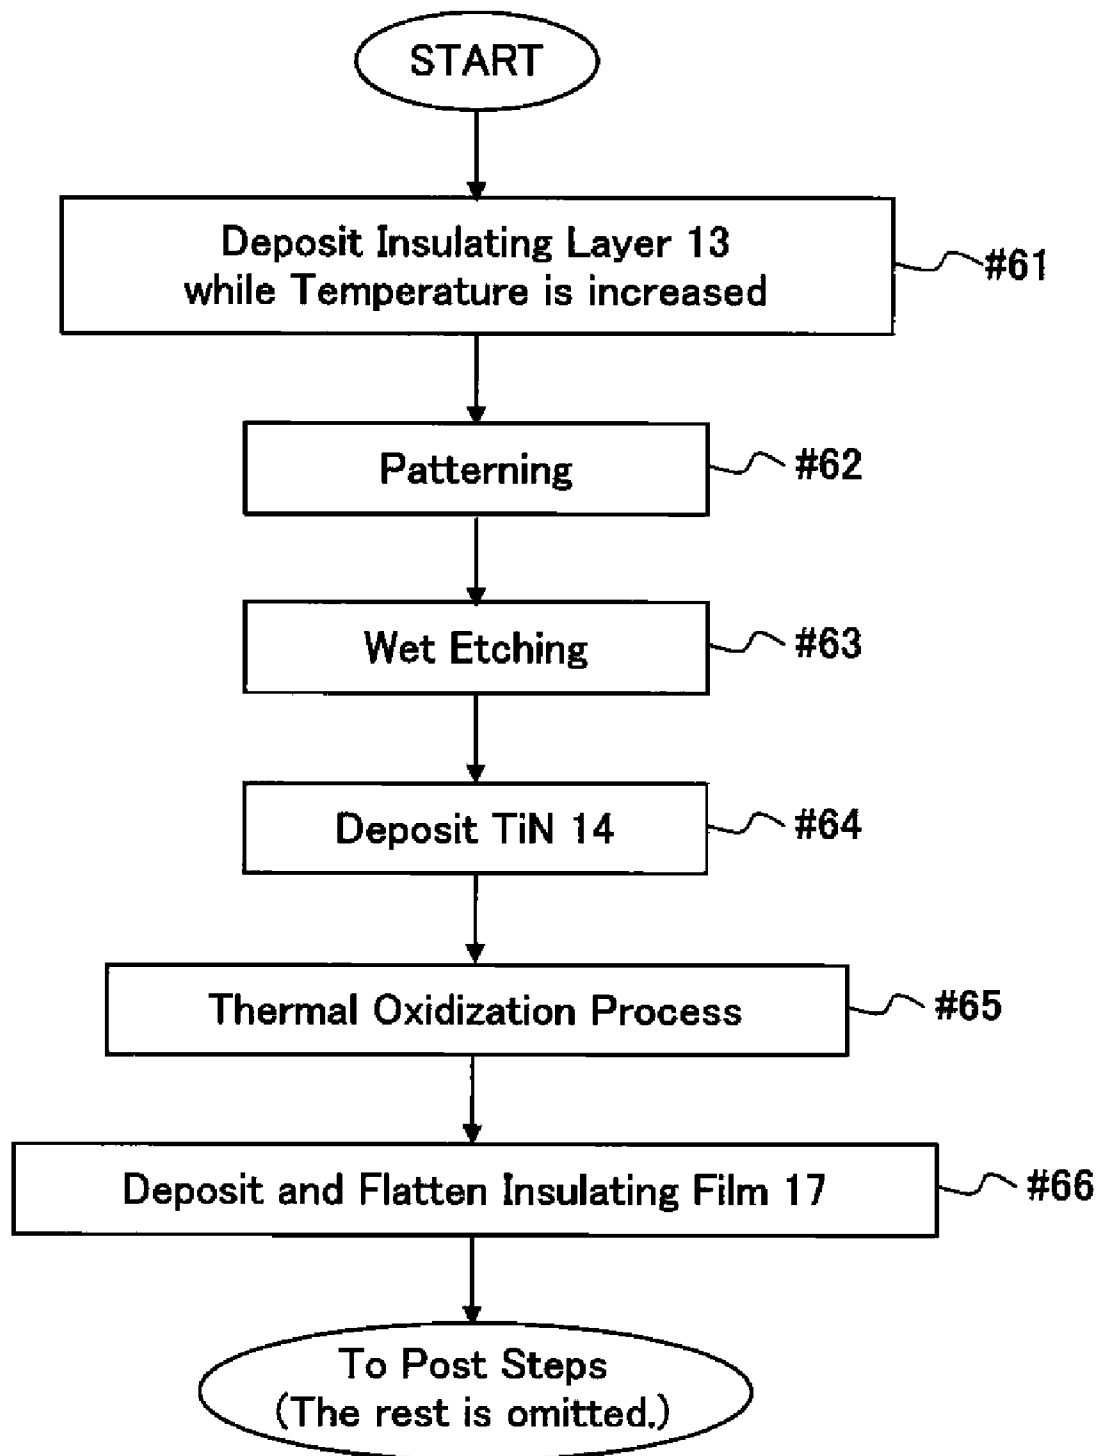 START
Deposit Insulating Layer 13
while Temperature is increased
#61
Patterning
#62
Wet Etching
#63
Deposit TiN 14
#64
Thermal Oxidization Process
#65
Deposit and Flatten Insulating Film 17
#66
To Post Steps
(The rest is omitted.)